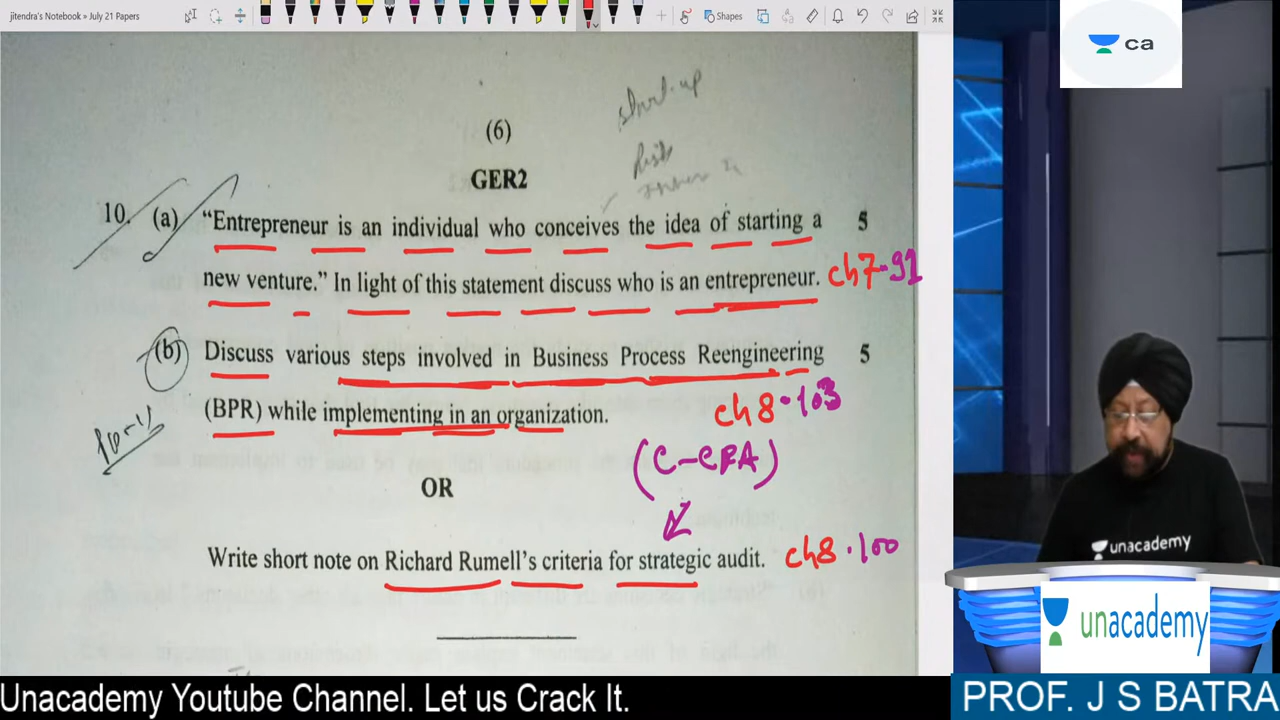 jitendra's Notebook » July 21 Papers
Shapes
ca
start-up
(6)
GER2
10. (a) “Entrepreneur is an individual who conceives the idea of starting a 5
new venture.” In light of this statement discuss who is an entrepreneur. ch7-91
(b) Discuss various steps involved in Business Process Reengineering 5
(BPR) while implementing in an organization. ch8-103
(C-CFA)
OR
Write short note on Richard Rumell's criteria for strategic audit. ch8-100
unacademy
unacademy
Unacademy Youtube Channel. Let us Crack It.
PROF. J S BATRA